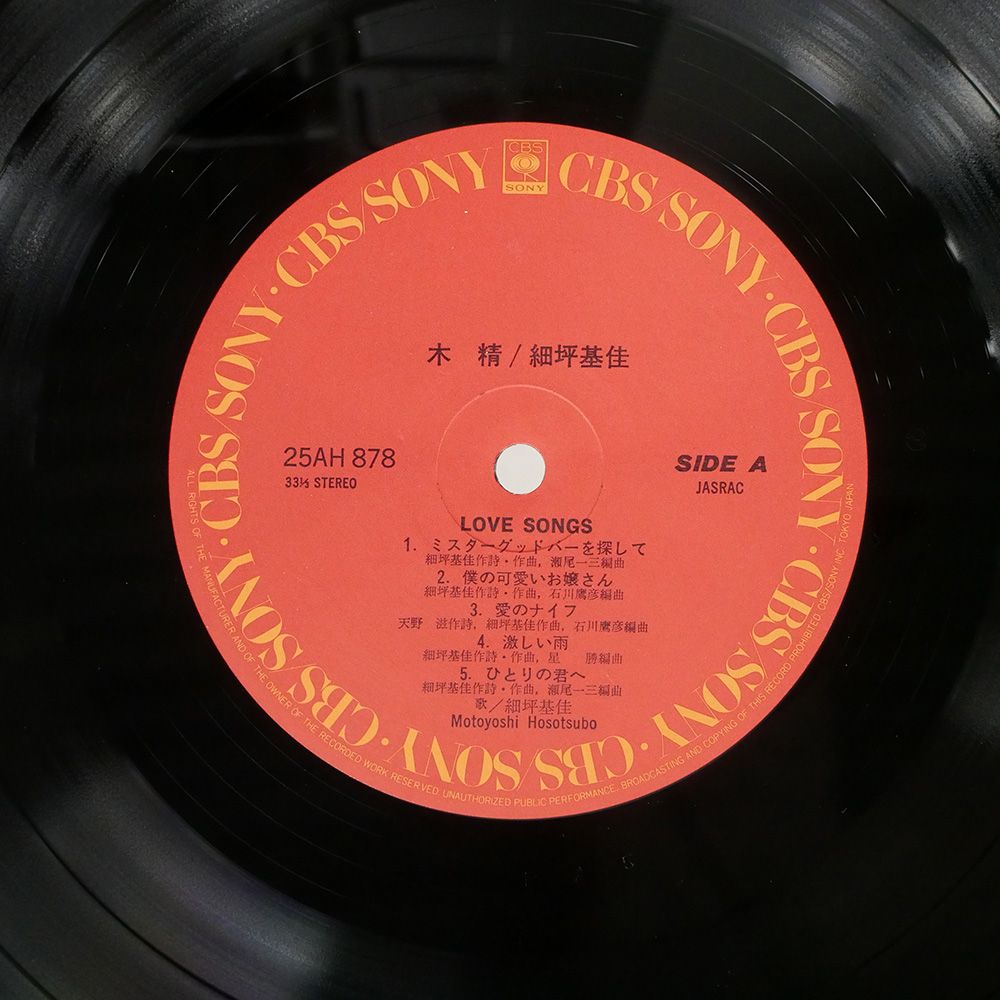 CBS/SONY · CBS/SONY · CBS/SONY · CBS/SONY · CBS/SONY · CBS/SONY · CBS/SONY · CBS/SONY
CBS
SONY
木 精/細坪基佳
25AH 878
33⅓ STEREO
SIDE A
JASRAC
LOVE SONGS
1. ミスターグッドバーを探して
細坪基佳作詩・作曲, 瀬尾一三編曲
2. 僕の可愛いお嬢さん
細坪基佳作詩・作曲, 石川鷹彦編曲
3. 愛のナイフ
天野 滋作詩, 細坪基佳作曲, 石川鷹彦編曲
4. 激しい雨
細坪基佳作詩・作曲, 星 勝編曲
5. ひとりの君へ
細坪基佳作詩・作曲, 瀬尾一三編曲
歌/細坪基佳
Motoyoshi Hosotsubo
ALL RIGHTS OF THE MANUFACTURER AND OF THE OWNER OF THE RECORDED WORK RESERVED. UNAUTHORIZED PUBLIC PERFORMANCE, BROADCASTING AND COPYING OF THIS RECORD PROHIBITED CBS/SONY INC. TOKYO JAPAN